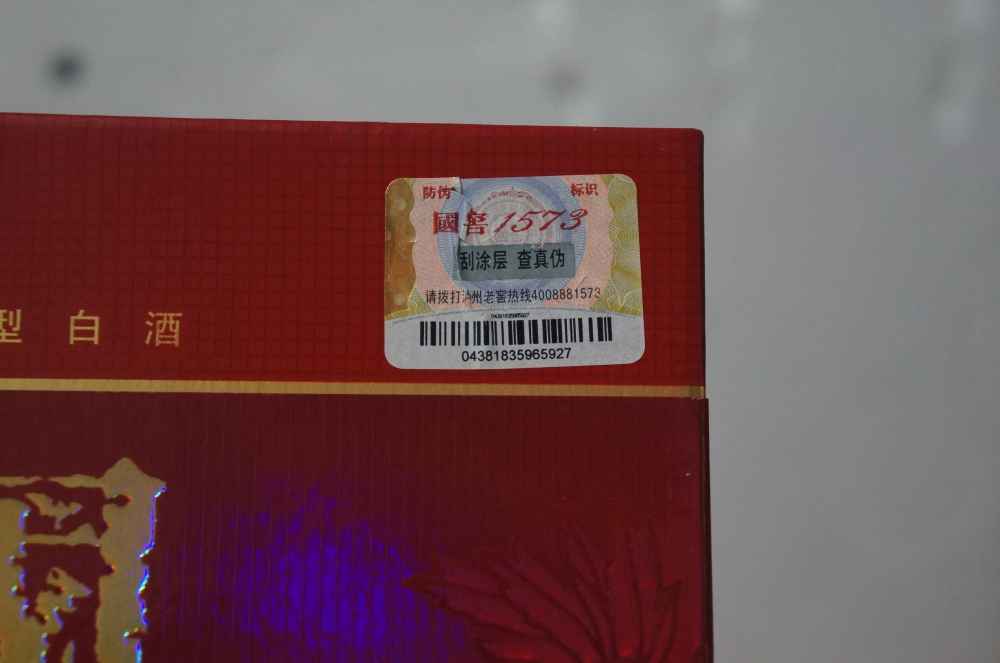 防伪 标识
國窖1573
刮涂层 查真伪
请拨打泸州老窖热线4008881573
04381835965927
04381835965927
型白酒